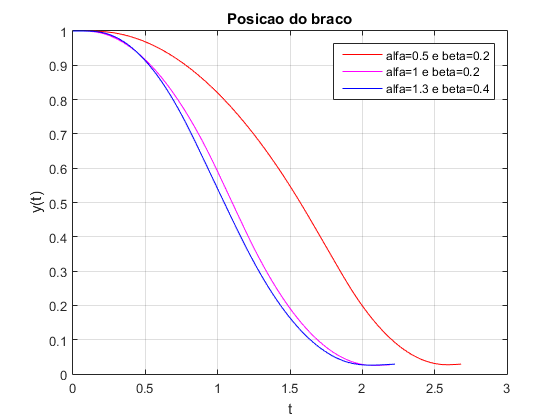 Posicao do braco
alfa=0.5 e beta=0.2
alfa=1 e beta=0.2
alfa=1.3 e beta=0.4
1
0.9
0.8
0.7
0.6
0.5
0.4
0.3
0.2
0.1
0
y(t)
0 0.5 1 1.5 2 2.5 3
t